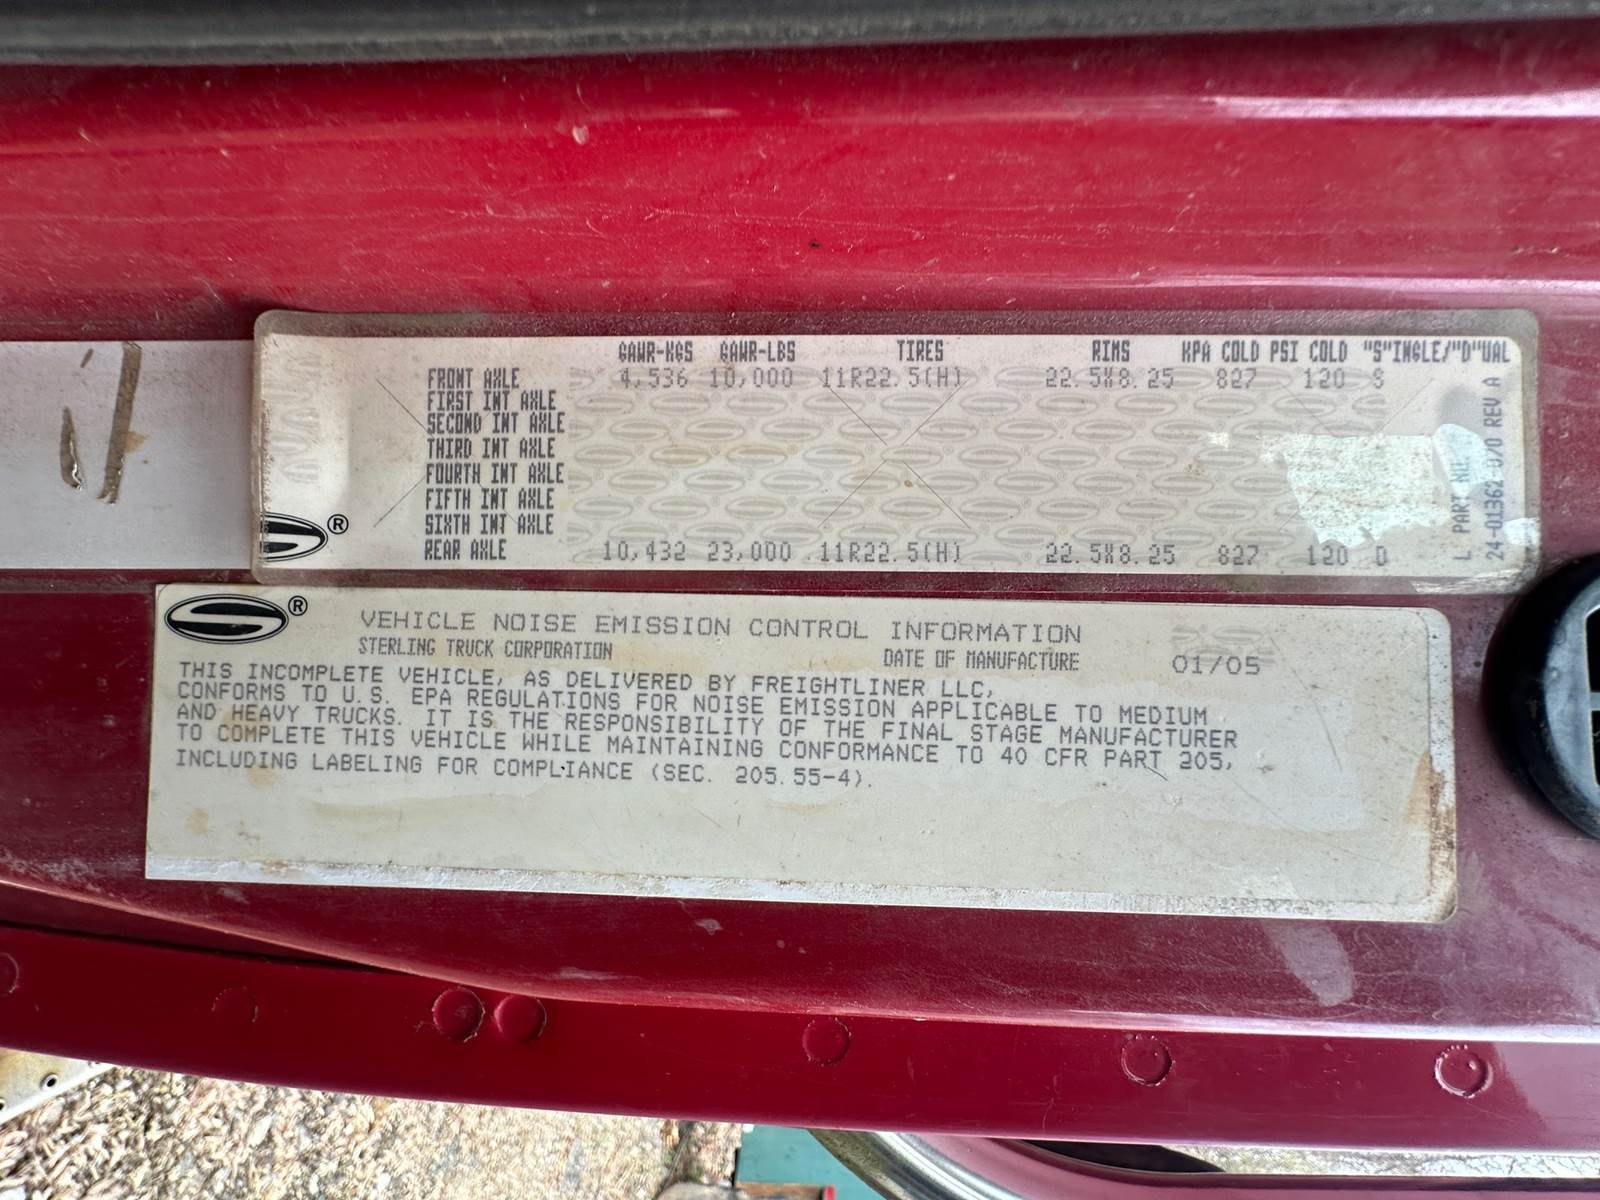 GAWR-KGS GAWR-LBS TIRES RIMS KPA COLD PSI COLD "S"INGLE/"D"UAL
FRONT AXLE 4,536 10,000 11R22.5(H) 22.5X8.25 827 120 S
FIRST INT AXLE
SECOND INT AXLE
THIRD INT AXLE
FOURTH INT AXLE
FIFTH INT AXLE
SIXTH INT AXLE
REAR AXLE 10,432 23,000 11R22.5(H) 22.5X8.25 827 120 D
L PART NO.
REV A
®
®
VEHICLE NOISE EMISSION CONTROL INFORMATION
STERLING TRUCK CORPORATION DATE OF MANUFACTURE 01/05
THIS INCOMPLETE VEHICLE, AS DELIVERED BY FREIGHTLINER LLC,
CONFORMS TO U.S. EPA REGULATIONS FOR NOISE EMISSION APPLICABLE TO MEDIUM
AND HEAVY TRUCKS. IT IS THE RESPONSIBILITY OF THE FINAL STAGE MANUFACTURER
TO COMPLETE THIS VEHICLE WHILE MAINTAINING CONFORMANCE TO 40 CFR PART 205,
INCLUDING LABELING FOR COMPLIANCE (SEC. 205.55-4).